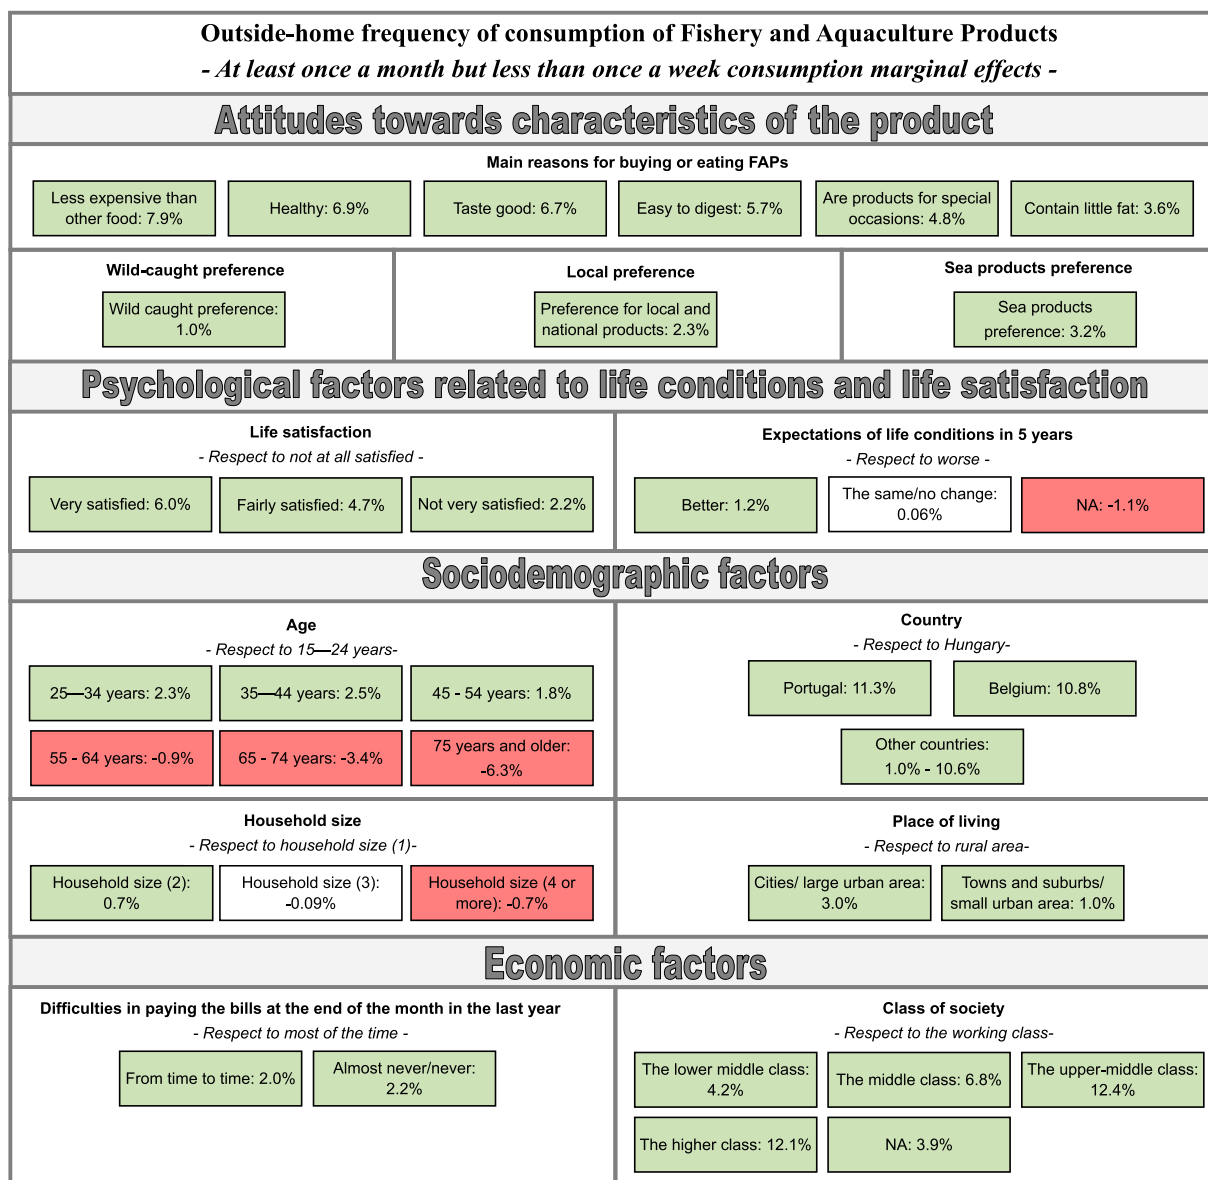 Outside-home frequency of consumption of Fishery and Aquaculture Products
- At least once a month but less than once a week consumption marginal effects -
Attitudes towards characteristics of the product
Main reasons for buying or eating FAPs
Less expensive than
other food: 7.9%
Healthy: 6.9%
Taste good: 6.7%
Easy to digest: 5.7%
Are products for special
occasions: 4.8%
Contain little fat: 3.6%
Wild-caught preference
Wild caught preference:
1.0%
Local preference
Preference for local and
national products: 2.3%
Sea products preference
Sea products
preference: 3.2%
Psychological factors related to life conditions and life satisfaction
Life satisfaction
- Respect to not at all satisfied -
Very satisfied: 6.0%
Fairly satisfied: 4.7%
Not very satisfied: 2.2%
Expectations of life conditions in 5 years
- Respect to worse -
Better: 1.2%
The same/no change:
0.06%
NA: -1.1%
Sociodemographic factors
Age
- Respect to 15—24 years-
25—34 years: 2.3%
35—44 years: 2.5%
45 - 54 years: 1.8%
55 - 64 years: -0.9%
65 - 74 years: -3.4%
75 years and older:
-6.3%
Country
- Respect to Hungary-
Portugal: 11.3%
Belgium: 10.8%
Other countries:
1.0% - 10.6%
Household size
- Respect to household size (1)-
Household size (2):
0.7%
Household size (3):
-0.09%
Household size (4 or
more): -0.7%
Place of living
- Respect to rural area-
Cities/ large urban area:
3.0%
Towns and suburbs/
small urban area: 1.0%
Economic factors
Difficulties in paying the bills at the end of the month in the last year
- Respect to most of the time -
From time to time: 2.0%
Almost never/never:
2.2%
Class of society
- Respect to the working class-
The lower middle class:
4.2%
The middle class: 6.8%
The upper-middle class:
12.4%
The higher class: 12.1%
NA: 3.9%